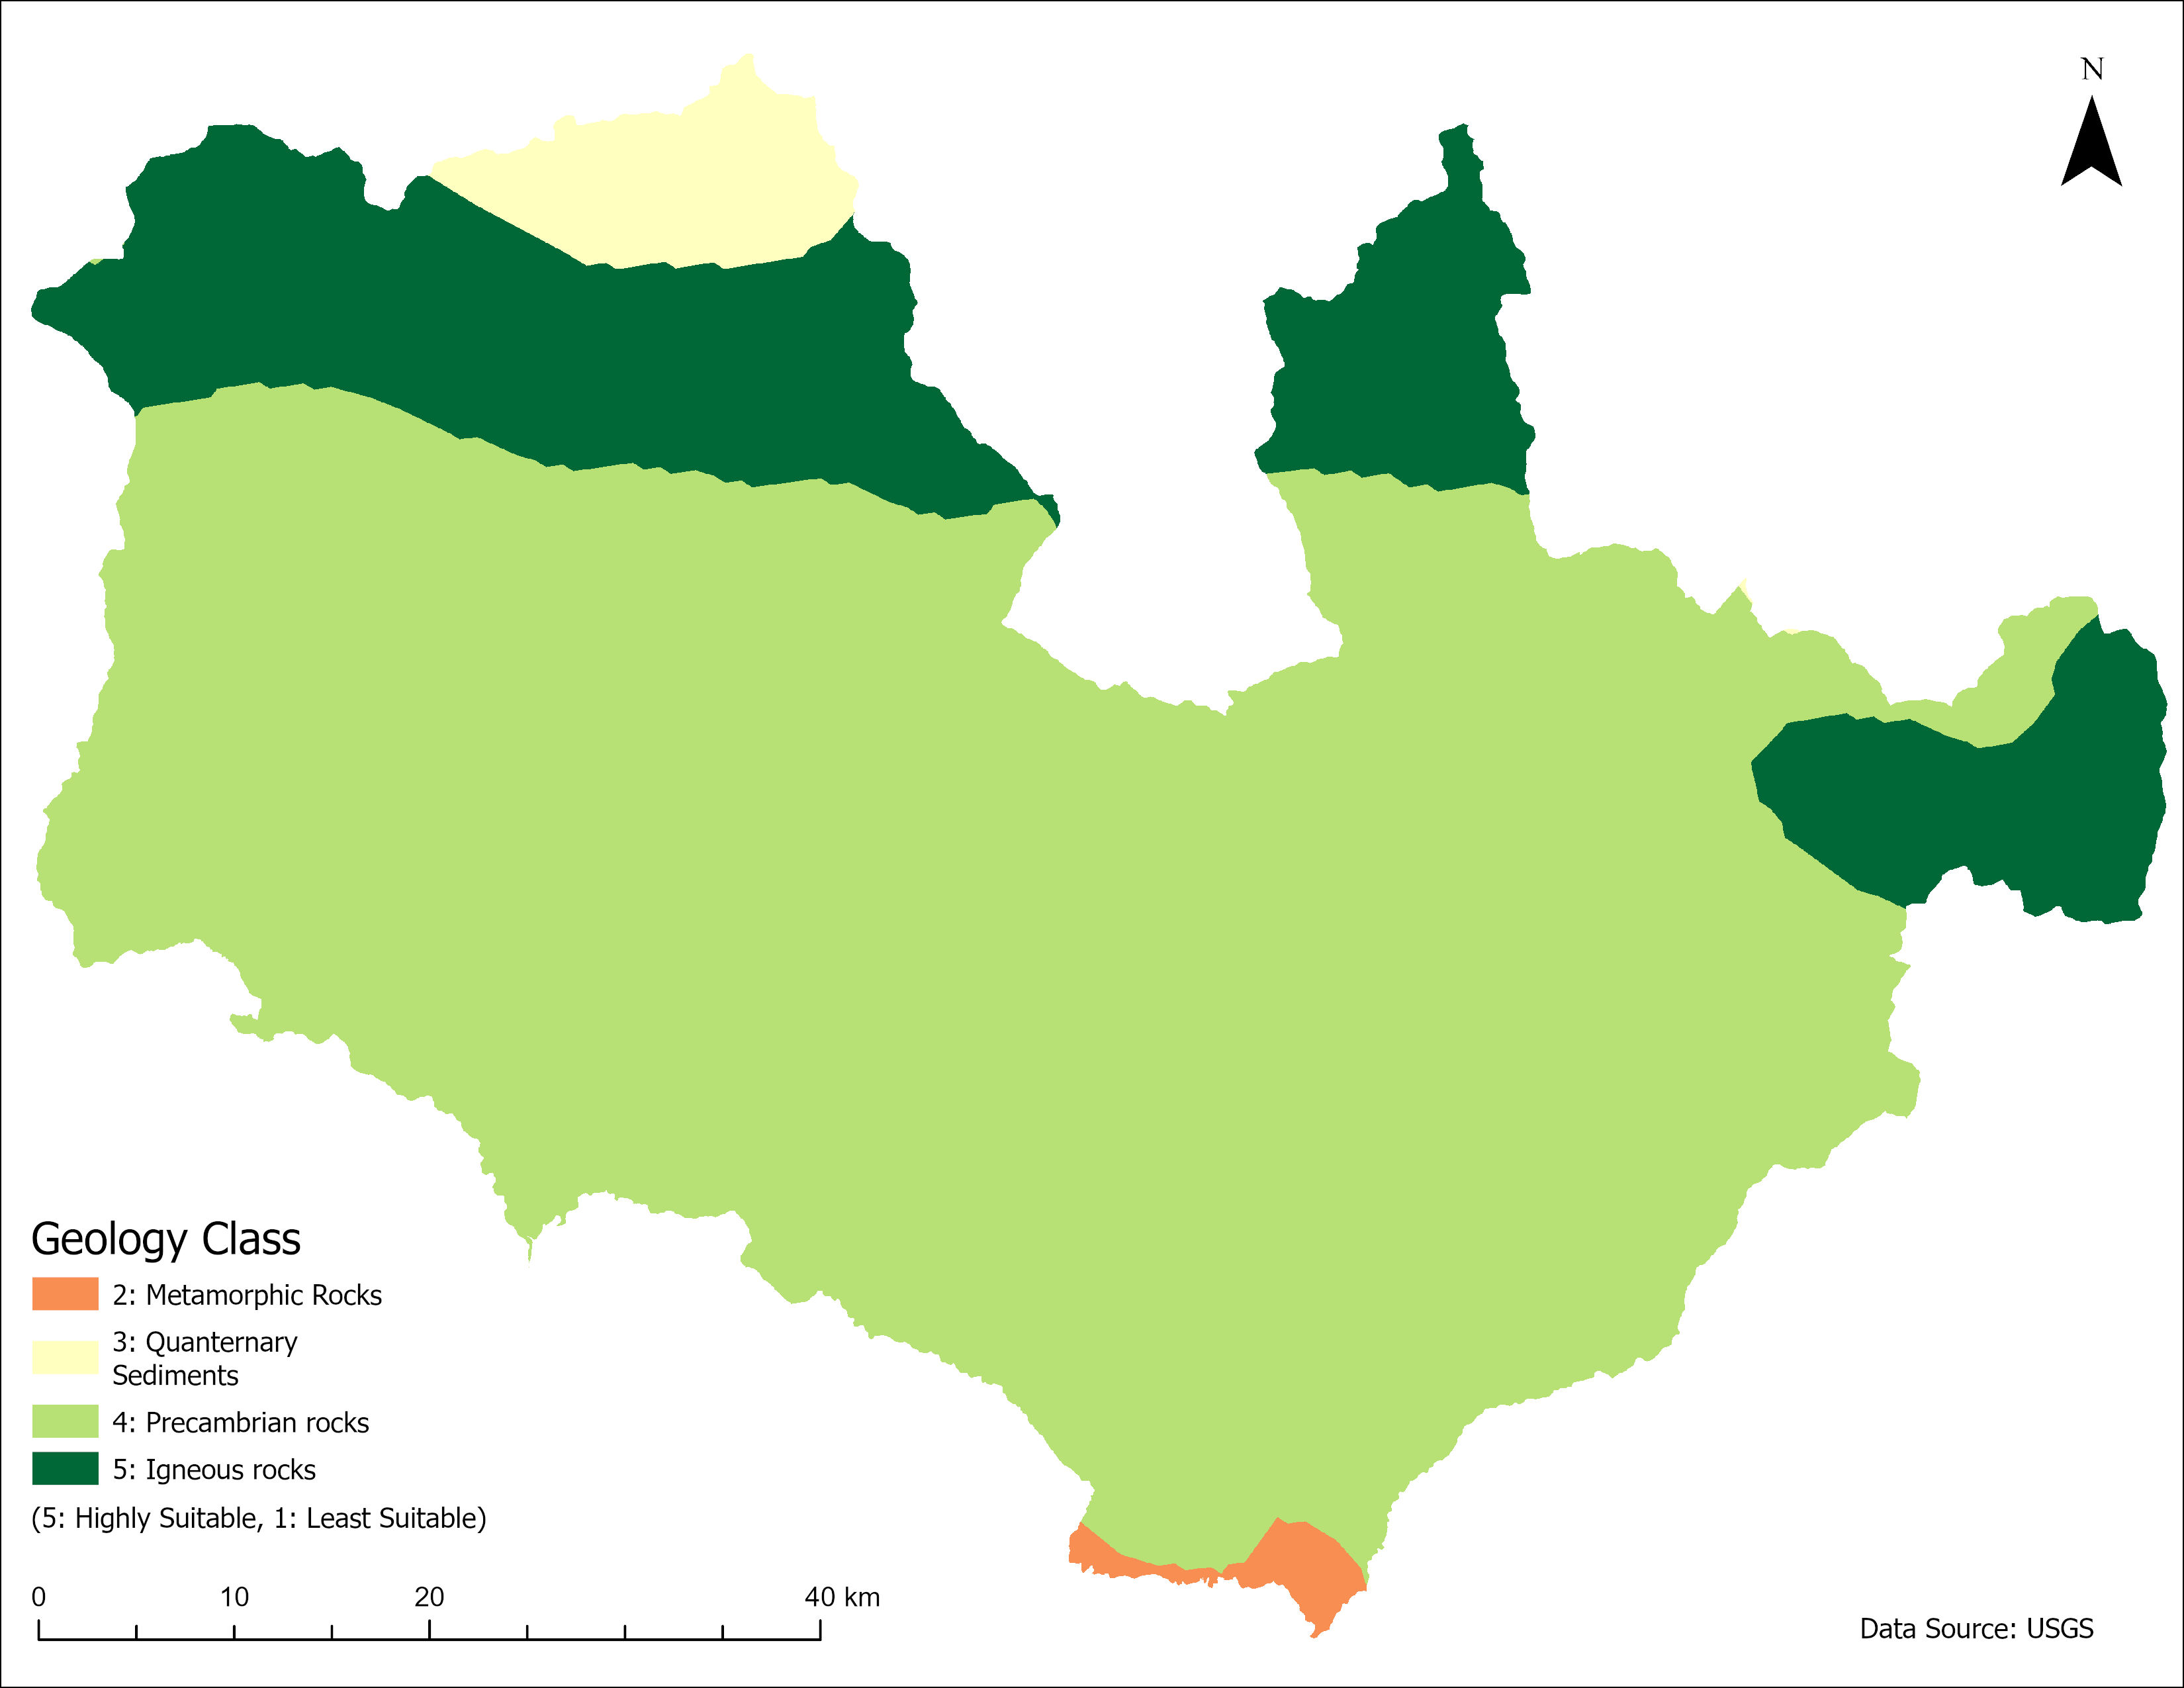 N
Geology Class
2: Metamorphic Rocks
3: Quanternary
Sediments
4: Precambrian rocks
5: Igneous rocks
(5: Highly Suitable, 1: Least Suitable)
0 10 20 40 km
Data Source: USGS